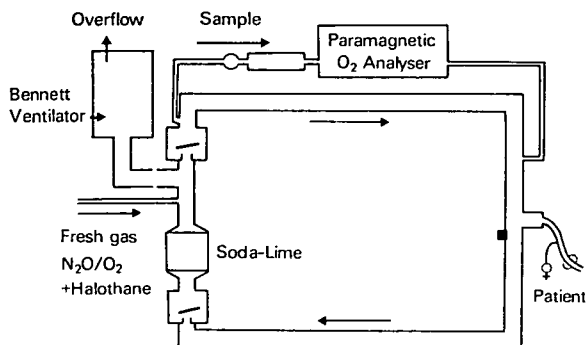 Overflow
Sample
Paramagnetic
O₂ Analyser
Bennett
Ventilator
Fresh gas
N₂O/O₂
+Halothane
Soda-Lime
Patient